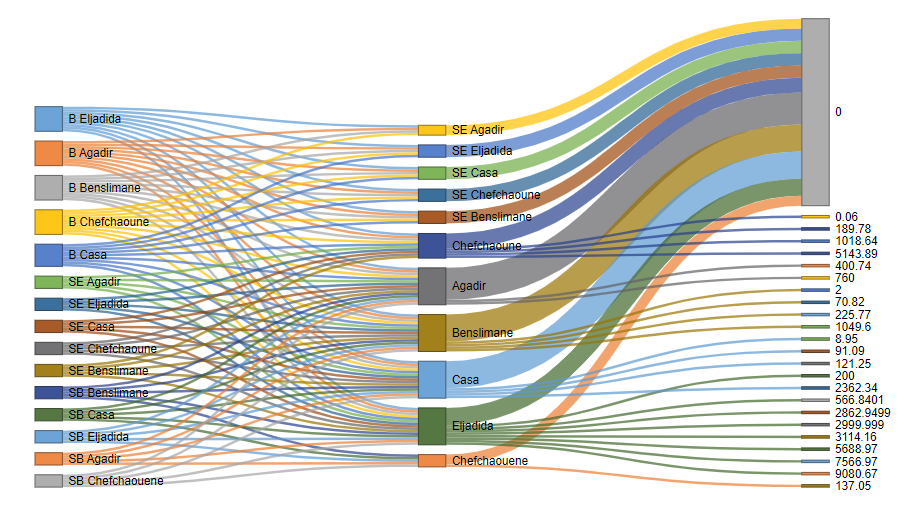 B Eljadida
B Agadir
B Benslimane
B Chefchaoune
B Casa
SE Agadir
SE Eljadida
SE Casa
SE Chefchaoune
SE Benslimane
SB Benslimane
SB Casa
SB Eljadida
SB Agadir
SB Chefchaouene
SE Agadir
SE Eljadida
SE Casa
SE Chefchaoune
SE Benslimane
Chefchaoune
Agadir
Benslimane
Casa
Eljadida
Chefchaouene
0
0.06
189.78
1018.64
5143.89
400.74
760
2
70.82
225.77
1049.6
8.95
91.09
121.25
200
2362.34
566.8401
2862.9499
2999.999
3114.16
5688.97
7566.97
9080.67
137.05